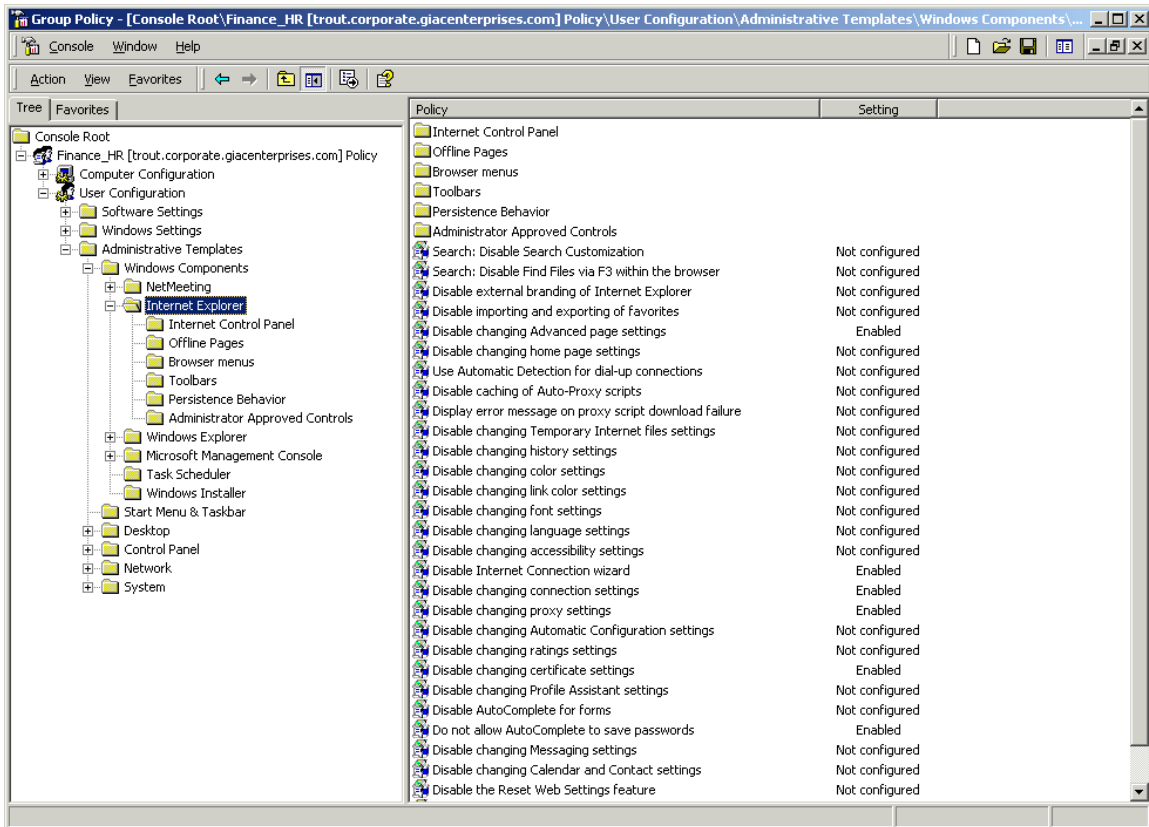 Group Policy - [Console Root\Finance_HR [trout.corporate.giacenterprises.com] Policy\User Configuration\Administrative Templates\Windows Components\...
Console Window Help
Action View Favorites
Tree Favorites
Console Root
Finance_HR [trout.corporate.giacenterprises.com] Policy
Computer Configuration
User Configuration
Software Settings
Windows Settings
Administrative Templates
Windows Components
NetMeeting
Internet Explorer
Internet Control Panel
Offline Pages
Browser menus
Toolbars
Persistence Behavior
Administrator Approved Controls
Windows Explorer
Microsoft Management Console
Task Scheduler
Windows Installer
Start Menu & Taskbar
Desktop
Control Panel
Network
System
Policy Setting
Internet Control Panel
Offline Pages
Browser menus
Toolbars
Persistence Behavior
Administrator Approved Controls
Search: Disable Search Customization Not configured
Search: Disable Find Files via F3 within the browser Not configured
Disable external branding of Internet Explorer Not configured
Disable importing and exporting of favorites Not configured
Disable changing Advanced page settings Enabled
Disable changing home page settings Not configured
Use Automatic Detection for dial-up connections Not configured
Disable caching of Auto-Proxy scripts Not configured
Display error message on proxy script download failure Not configured
Disable changing Temporary Internet files settings Not configured
Disable changing history settings Not configured
Disable changing color settings Not configured
Disable changing link color settings Not configured
Disable changing font settings Not configured
Disable changing language settings Not configured
Disable changing accessibility settings Not configured
Disable Internet Connection wizard Enabled
Disable changing connection settings Enabled
Disable changing proxy settings Enabled
Disable changing Automatic Configuration settings Not configured
Disable changing ratings settings Not configured
Disable changing certificate settings Enabled
Disable changing Profile Assistant settings Not configured
Disable AutoComplete for forms Not configured
Do not allow AutoComplete to save passwords Enabled
Disable changing Messaging settings Not configured
Disable changing Calendar and Contact settings Not configured
Disable the Reset Web Settings feature Not configured